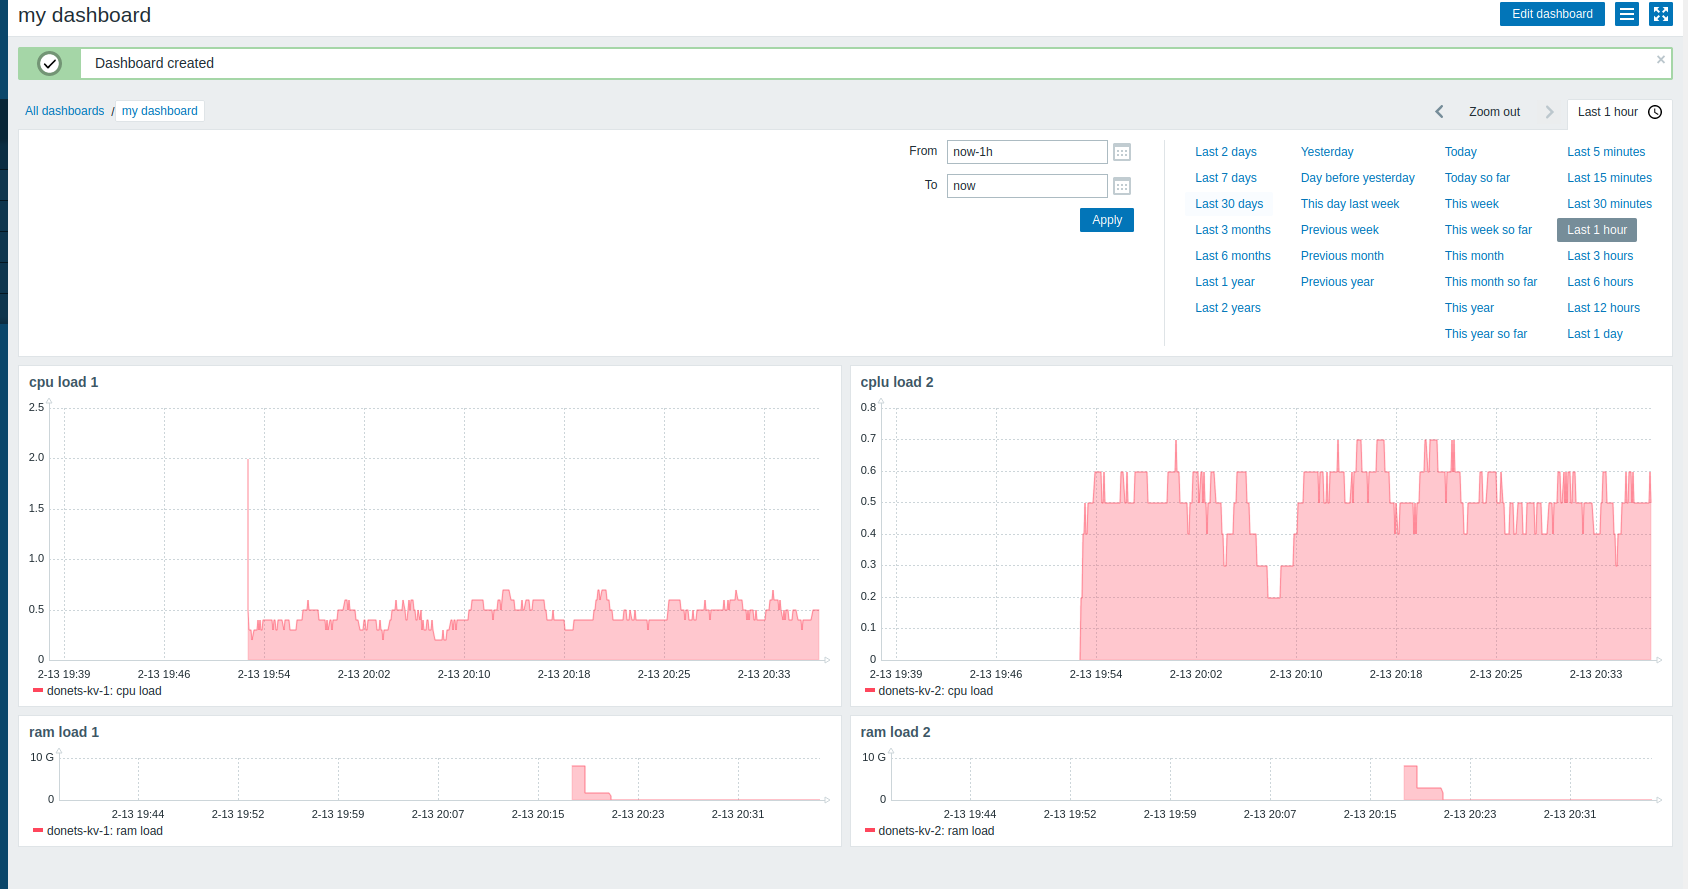 my dashboard
Edit dashboard
Dashboard created
×
All dashboards / my dashboard
Zoom out
Last 1 hour
From now-1h
To now
Apply
Last 2 days Yesterday Today Last 5 minutes
Last 7 days Day before yesterday Today so far Last 15 minutes
Last 30 days This day last week This week Last 30 minutes
Last 3 months Previous week This week so far Last 1 hour
Last 6 months Previous month This month Last 3 hours
Last 1 year Previous year This month so far Last 6 hours
Last 2 years This year Last 12 hours
This year so far Last 1 day
cpu load 1
2.5
2.0
1.5
1.0
0.5
0
2-13 19:39 2-13 19:46 2-13 19:54 2-13 20:02 2-13 20:10 2-13 20:18 2-13 20:25 2-13 20:33
donets-kv-1: cpu load
cplu load 2
0.8
0.7
0.6
0.5
0.4
0.3
0.2
0.1
0
2-13 19:39 2-13 19:46 2-13 19:54 2-13 20:02 2-13 20:10 2-13 20:18 2-13 20:25 2-13 20:33
donets-kv-2: cpu load
ram load 1
10 G
0
2-13 19:44 2-13 19:52 2-13 19:59 2-13 20:07 2-13 20:15 2-13 20:23 2-13 20:31
donets-kv-1: ram load
ram load 2
10 G
0
2-13 19:44 2-13 19:52 2-13 19:59 2-13 20:07 2-13 20:15 2-13 20:23 2-13 20:31
donets-kv-2: ram load